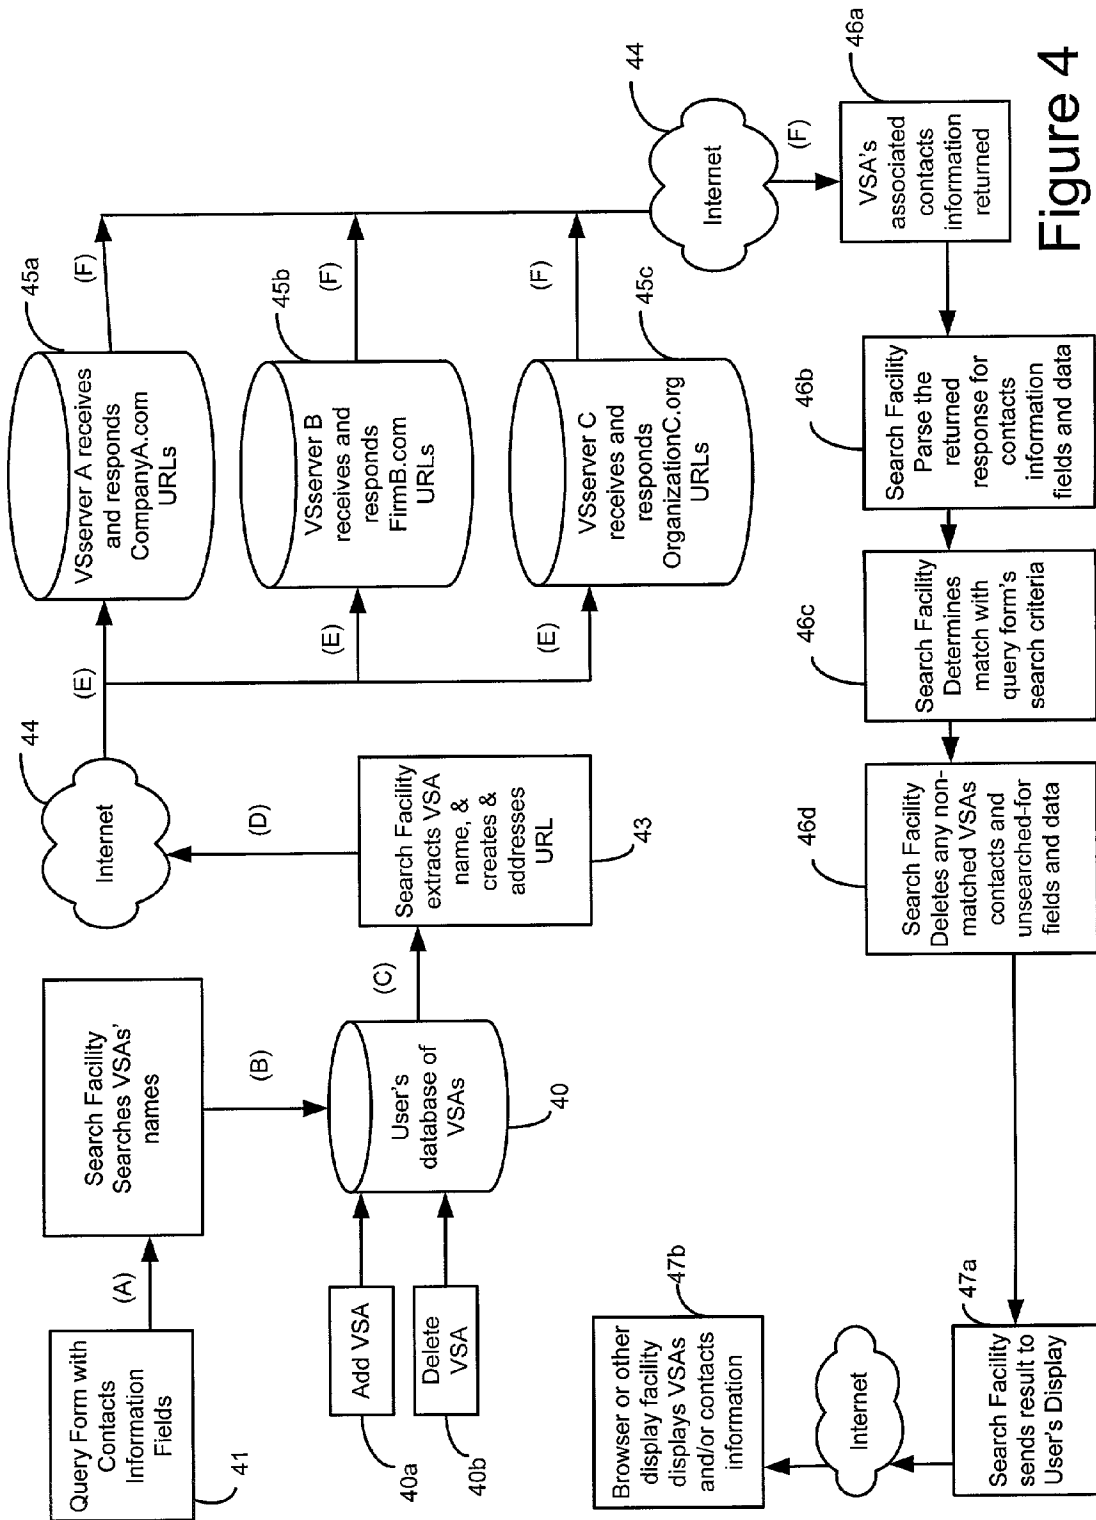 Query Form with
Contacts
Information
Fields
41
(A)
Search Facility
Searches VSAs'
names
(B)
Add VSA
40a
Delete
VSA
40b
User's
database of
VSAs
40
(C)
Search Facility
extracts VSA
name, &
creates &
addresses
URL
43
(D)
Internet
44
(E)
(E)
(E)
VSserver A receives
and responds
CompanyA.com
URLs
45a
(F)
VSserver B
receives and
responds
FirmB.com
URLs
45b
(F)
VSserver C
receives and
responds
OrganizationC.org
URLs
45c
(F)
Internet
44
(F)
VSA's
associated
contacts
information
returned
46a
Search Facility
Parse the
returned
response for
contacts
information
fields and data
46b
Search Facility
Determines
match with
query form's
search criteria
46c
Search Facility
Deletes any non-
matched VSAs
contacts and
unsearched-for
fields and data
46d
Search Facility
sends result to
User's Display
47a
Internet
Browser or other
display facility
displays VSAs
and/or contacts
information
47b
Figure 4